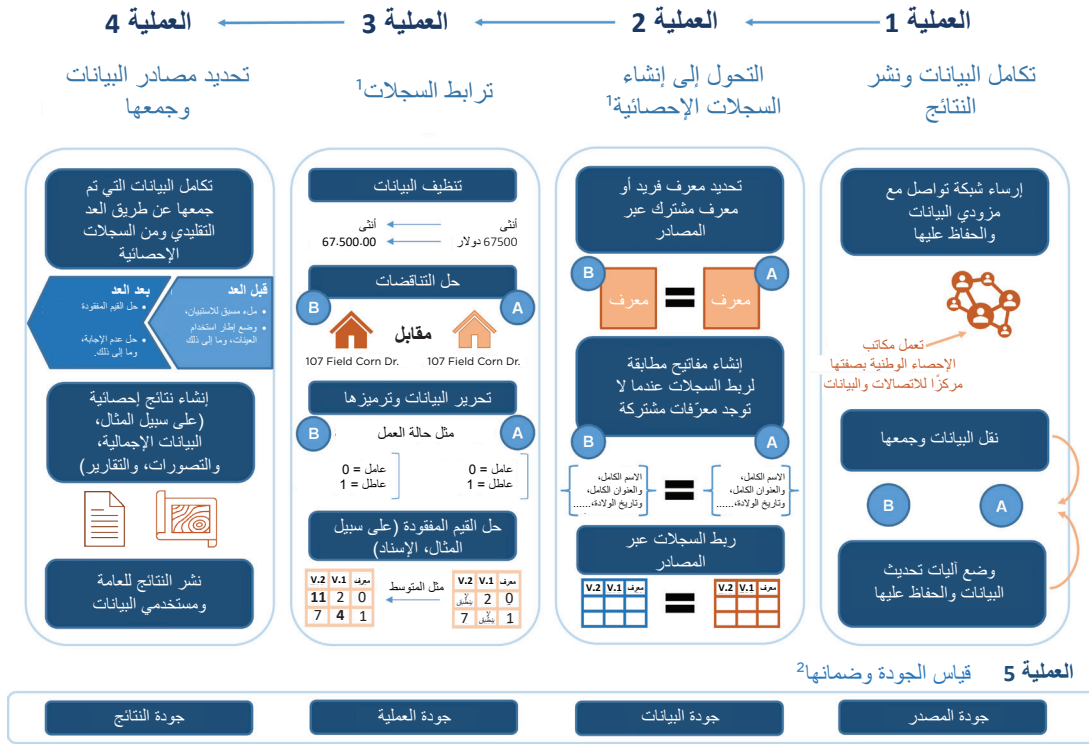 العملية 1
العملية 2
العملية 3
العملية 4
تكامل البيانات ونشر
النتائج
التحول إلى إنشاء
السجلات الإحصائية1
ترابط السجلات1
تحديد مصادر البيانات
وجمعها
إرساء شبكة تواصل مع
مزودي البيانات
والحفاظ عليها
تعمل مكاتب
الإحصاء الوطنية بصفتها
مركزًا للاتصالات والبيانات
نقل البيانات وجمعها
A
B
وضع آليات تحديث
البيانات والحفاظ عليها
تحديد معرف فريد أو
معرف مشترك عبر
المصادر
A
B
معرف = معرف
إنشاء مفاتيح مطابقة
لربط السجلات عندما لا
توجد معرّفات مشتركة
A
B
الاسم الكامل،
والعنوان الكامل،
وتاريخ الولادة،......
=
الاسم الكامل،
والعنوان الكامل،
وتاريخ الولادة،......
ربط السجلات عبر
المصادر
معرف V.1 V.2
=
معرف V.1 V.2
تنظيف البيانات
أنثى أنثى
67500 دولار 67.500.00
حل التناقضات
A
B
مقابل
107 Field Corn Dr.
107 Field Corn Dr.
تحرير البيانات وترميزها
A
B
مثل حالة العمل
عامل = 0
عاطل = 1
عامل = 0
عاطل = 1
حل القيم المفقودة (على سبيل
المثال، الإسناد)
معرف V.1 V.2
0 2
1 7
مثل المتوسط
معرف V.1 V.2
0 2 11
1 4 7
تكامل البيانات التي تم
جمعها عن طريق العد
التقليدي ومن السجلات
الإحصائية
قبل العد
• ملء مسبق للاستبيان،
• وضع إطار استخدام
العينات، وما إلى ذلك
بعد العد
• حل القيم المفقودة
• حل عدم الإجابة،
وما إلى ذلك.
إنشاء نتائج إحصائية
(على سبيل المثال،
البيانات الإجمالية،
والتصورات، والتقارير)
نشر النتائج للعامة
ومستخدمي البيانات
العملية 5 قياس الجودة وضمانها2
جودة المصدر
جودة البيانات
جودة العملية
جودة النتائج